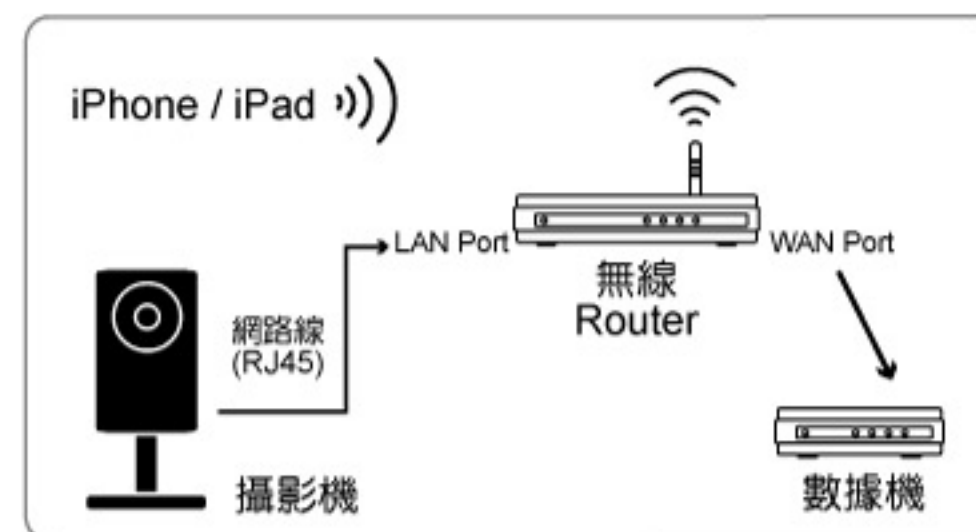 iPhone / iPad
LAN Port
WAN Port
無線
Router
網路線
(RJ45)
攝影機
數據機